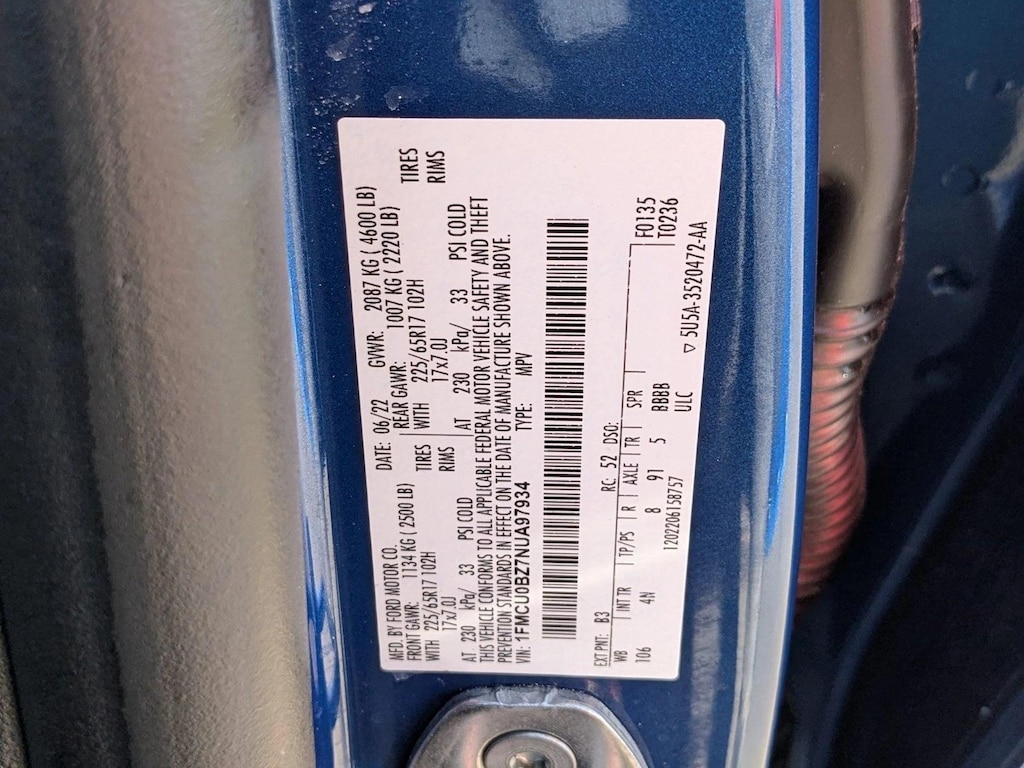 MFD. BY FORD MOTOR CO. DATE: 06/22 GVWR: 2087 KG ( 4600 LB)
FRONT GAWR: 1134 KG ( 2500 LB) REAR GAWR: 1007 KG ( 2220 LB)
WITH 225/65R17 102H TIRES WITH 225/65R17 102H TIRES
17x7.0J RIMS 17x7.0J RIMS
AT 230 kPa/ 33 PSI COLD AT 230 kPa/ 33 PSI COLD
THIS VEHICLE CONFORMS TO ALL APPLICABLE FEDERAL MOTOR VEHICLE SAFETY AND THEFT
PREVENTION STANDARDS IN EFFECT ON THE DATE OF MANUFACTURE SHOWN ABOVE.
VIN: 1FMCU0BZ7NUA97934 TYPE: MPV
EXT PNT: B3 RC: 52 DSO: F0135
WB INT TR TP/PS R AXLE TR SPR T0236
106 4N 8 91 5 BBBB
ULC
1202206158757 ▽ 5U5A-3520472-AA